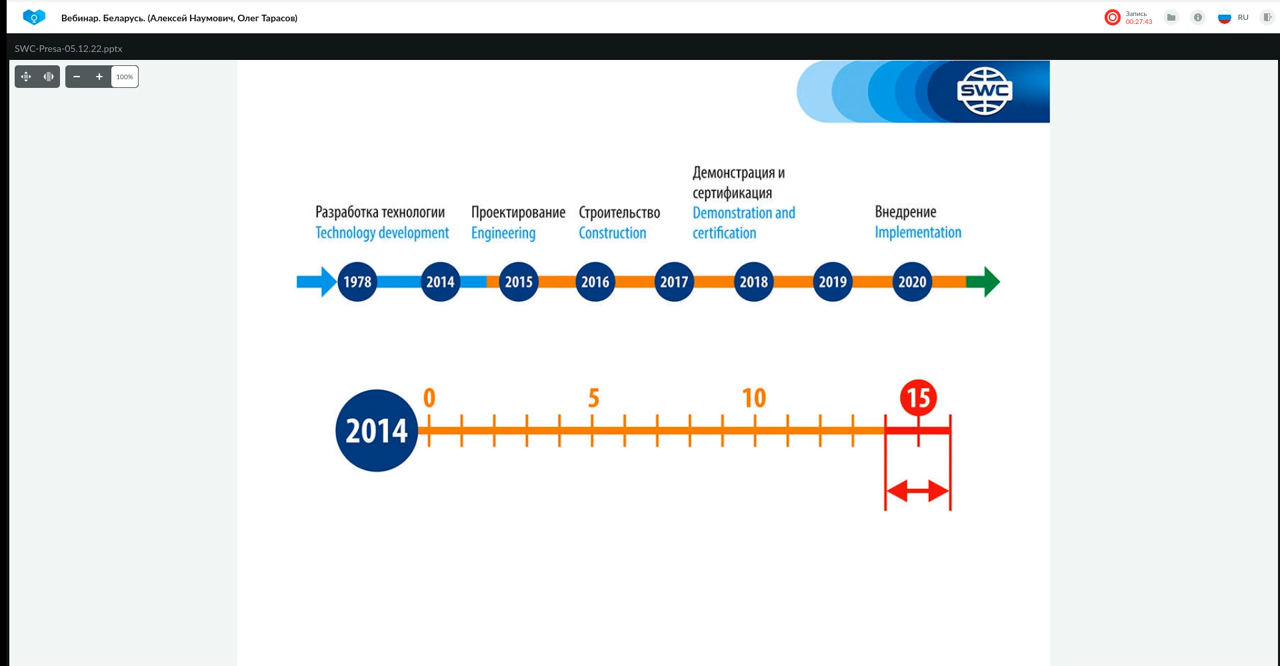 Вебинар. Беларусь. (Алексей Наумович, Олег Тарасов)
Запись
00:27:43
RU
SWC-Presa-05.12.22.pptx
100%
SWC
Разработка технологии
Technology development
Проектирование
Engineering
Строительство
Construction
Демонстрация и
сертификация
Demonstration and
certification
Внедрение
Implementation
1978 2014 2015 2016 2017 2018 2019 2020
0 5 10 15
2014